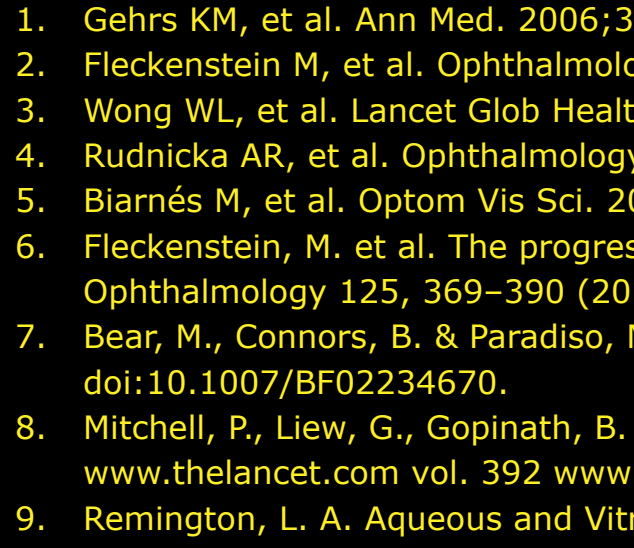 1. Gehrs KM, et al. Ann Med. 2006;3
2. Fleckenstein M, et al. Ophthalmolo
3. Wong WL, et al. Lancet Glob Healt
4. Rudnicka AR, et al. Ophthalmology
5. Biarnés M, et al. Optom Vis Sci. 20
6. Fleckenstein, M. et al. The progres
Ophthalmology 125, 369–390 (20
7. Bear, M., Connors, B. & Paradiso, M
doi:10.1007/BF02234670.
8. Mitchell, P., Liew, G., Gopinath, B.
www.thelancet.com vol. 392 www
9. Remington, L. A. Aqueous and Vitr